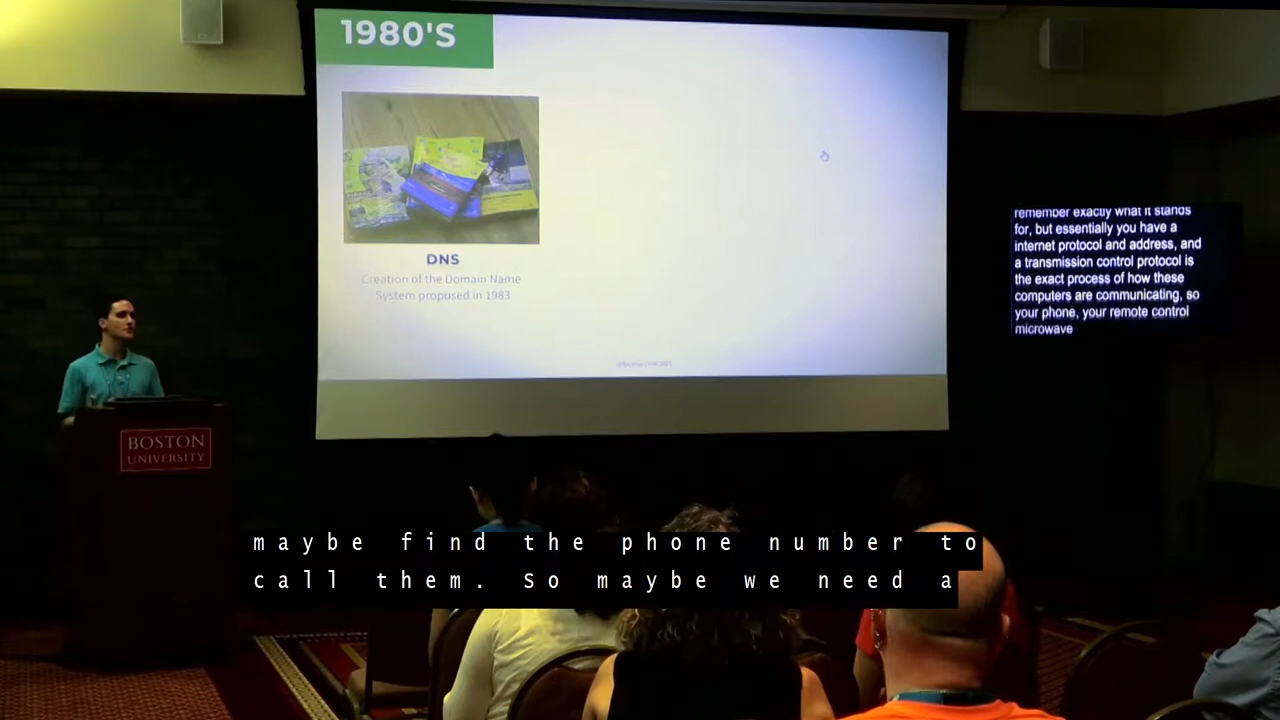 1980'S
DNS
Creation of the Domain Name
System proposed in 1983
remember exactly what it stands
for, but essentially you have a
internet protocol and address, and
a transmission control protocol is
the exact process of how these
computers are communicating, so
your phone, your remote control
microwave
BOSTON
UNIVERSITY
maybe find the phone number to
call them. So maybe we need a